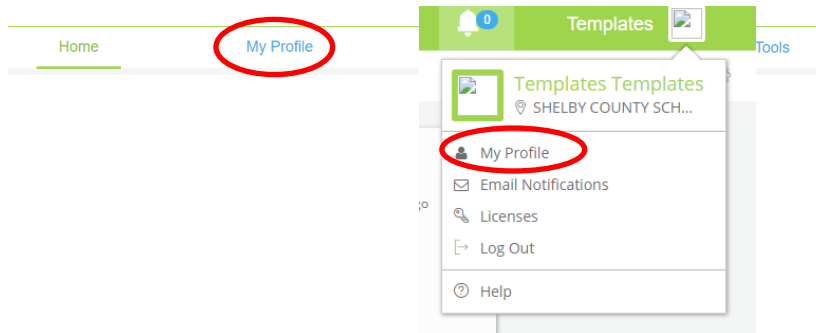 Home
My Profile
0
Templates
Tools
Templates Templates
SHELBY COUNTY SCH...
My Profile
Email Notifications
Licenses
Log Out
Help
go